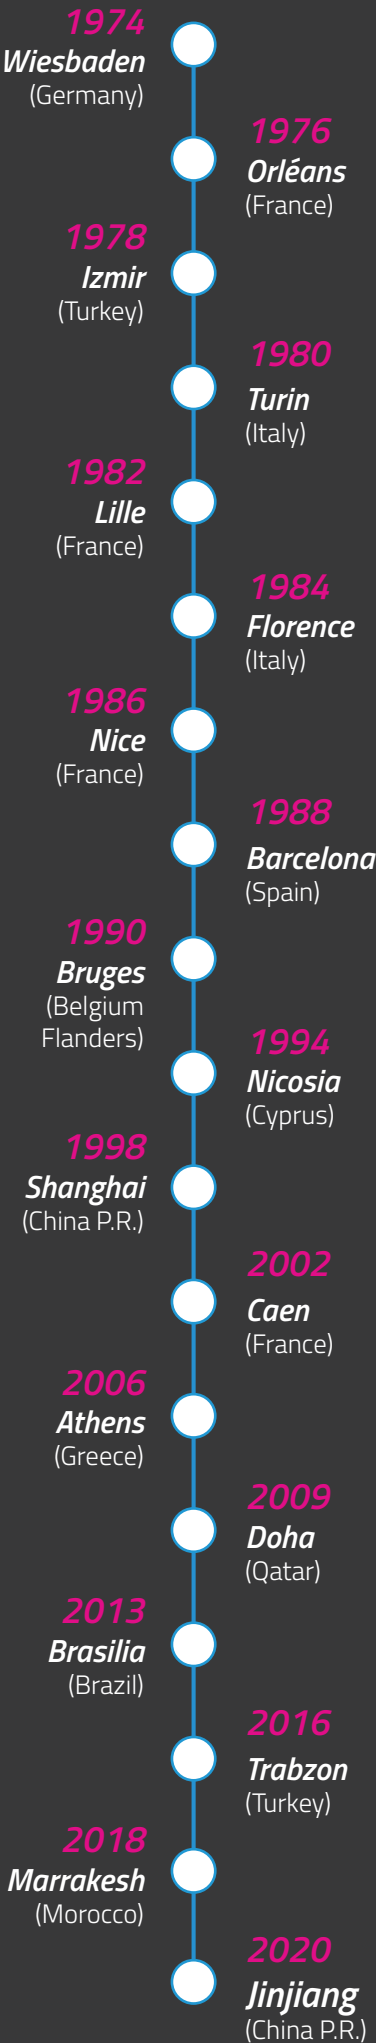 1974
Wiesbaden
(Germany)
1976
Orléans
(France)
1978
Izmir
(Turkey)
1980
Turin
(Italy)
1982
Lille
(France)
1984
Florence
(Italy)
1986
Nice
(France)
1988
Barcelona
(Spain)
1990
Bruges
(Belgium
Flanders)
1994
Nicosia
(Cyprus)
1998
Shanghai
(China P.R.)
2002
Caen
(France)
2006
Athens
(Greece)
2009
Doha
(Qatar)
2013
Brasilia
(Brazil)
2016
Trabzon
(Turkey)
2018
Marrakesh
(Morocco)
2020
Jinjiang
(China P.R.)